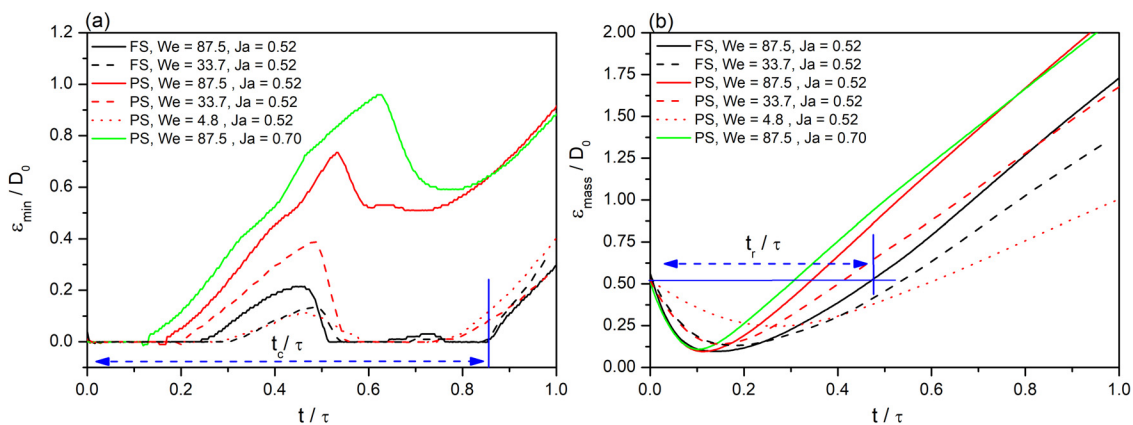 (a)
FS, We = 87.5, Ja = 0.52
FS, We = 33.7, Ja = 0.52
PS, We = 87.5 , Ja = 0.52
PS, We = 33.7, Ja = 0.52
PS, We = 4.8, Ja = 0.52
PS, We = 87.5 , Ja = 0.70
1.2
1.0
0.8
0.6
0.4
0.2
0.0
ε_min / D_0
t_c / τ
0.0 0.2 0.4 0.6 0.8 1.0
t / τ
(b)
FS, We = 87.5, Ja = 0.52
FS, We = 33.7, Ja = 0.52
PS, We = 87.5 , Ja = 0.52
PS, We = 33.7, Ja = 0.52
PS, We = 4.8, Ja = 0.52
PS, We = 87.5 , Ja = 0.70
2.00
1.75
1.50
1.25
1.00
0.75
0.50
0.25
0.00
ε_mass / D_0
t_r / τ
0.0 0.2 0.4 0.6 0.8 1.0
t / τ